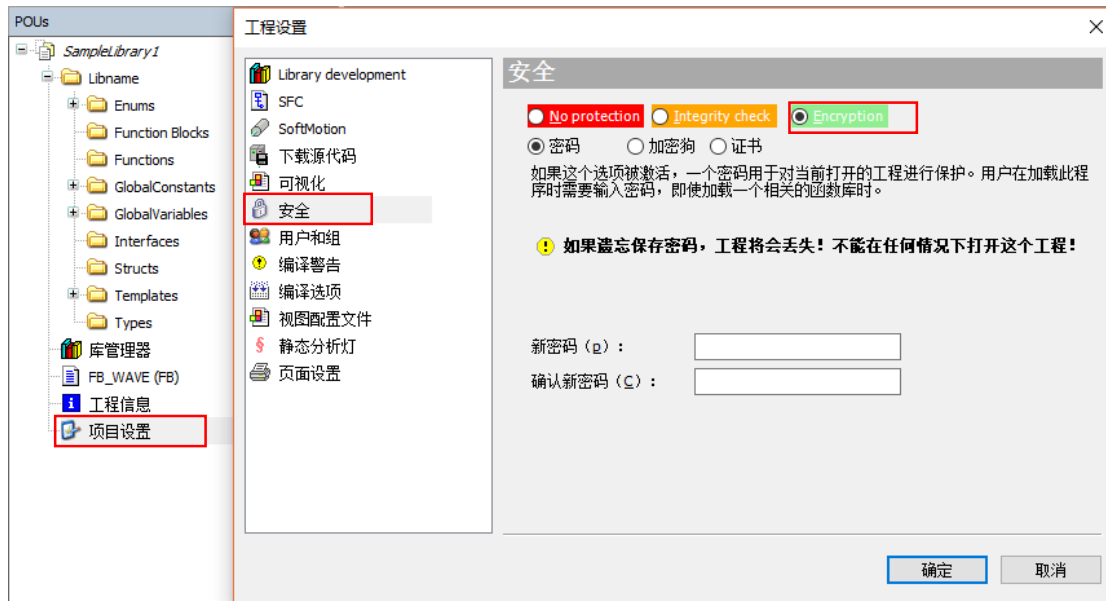 POUs
SampleLibrary1
Libname
Enums
Function Blocks
Functions
GlobalConstants
GlobalVariables
Interfaces
Structs
Templates
Types
库管理器
FB_WAVE (FB)
工程信息
项目设置
工程设置
Library development
SFC
SoftMotion
下载源代码
可视化
安全
用户和组
编译警告
编译选项
视图配置文件
静态分析灯
页面设置
安全
No protection Integrity check Encryption
密码 加密狗 证书
如果这个选项被激活，一个密码用于对当前打开的工程进行保护。用户在加载此程
序时需要输入密码，即使加载一个相关的函数库时。
如果遗忘保存密码，工程将会丢失！不能在任何情况下打开这个工程！
新密码（p）：
确认新密码（C）：
确定 取消